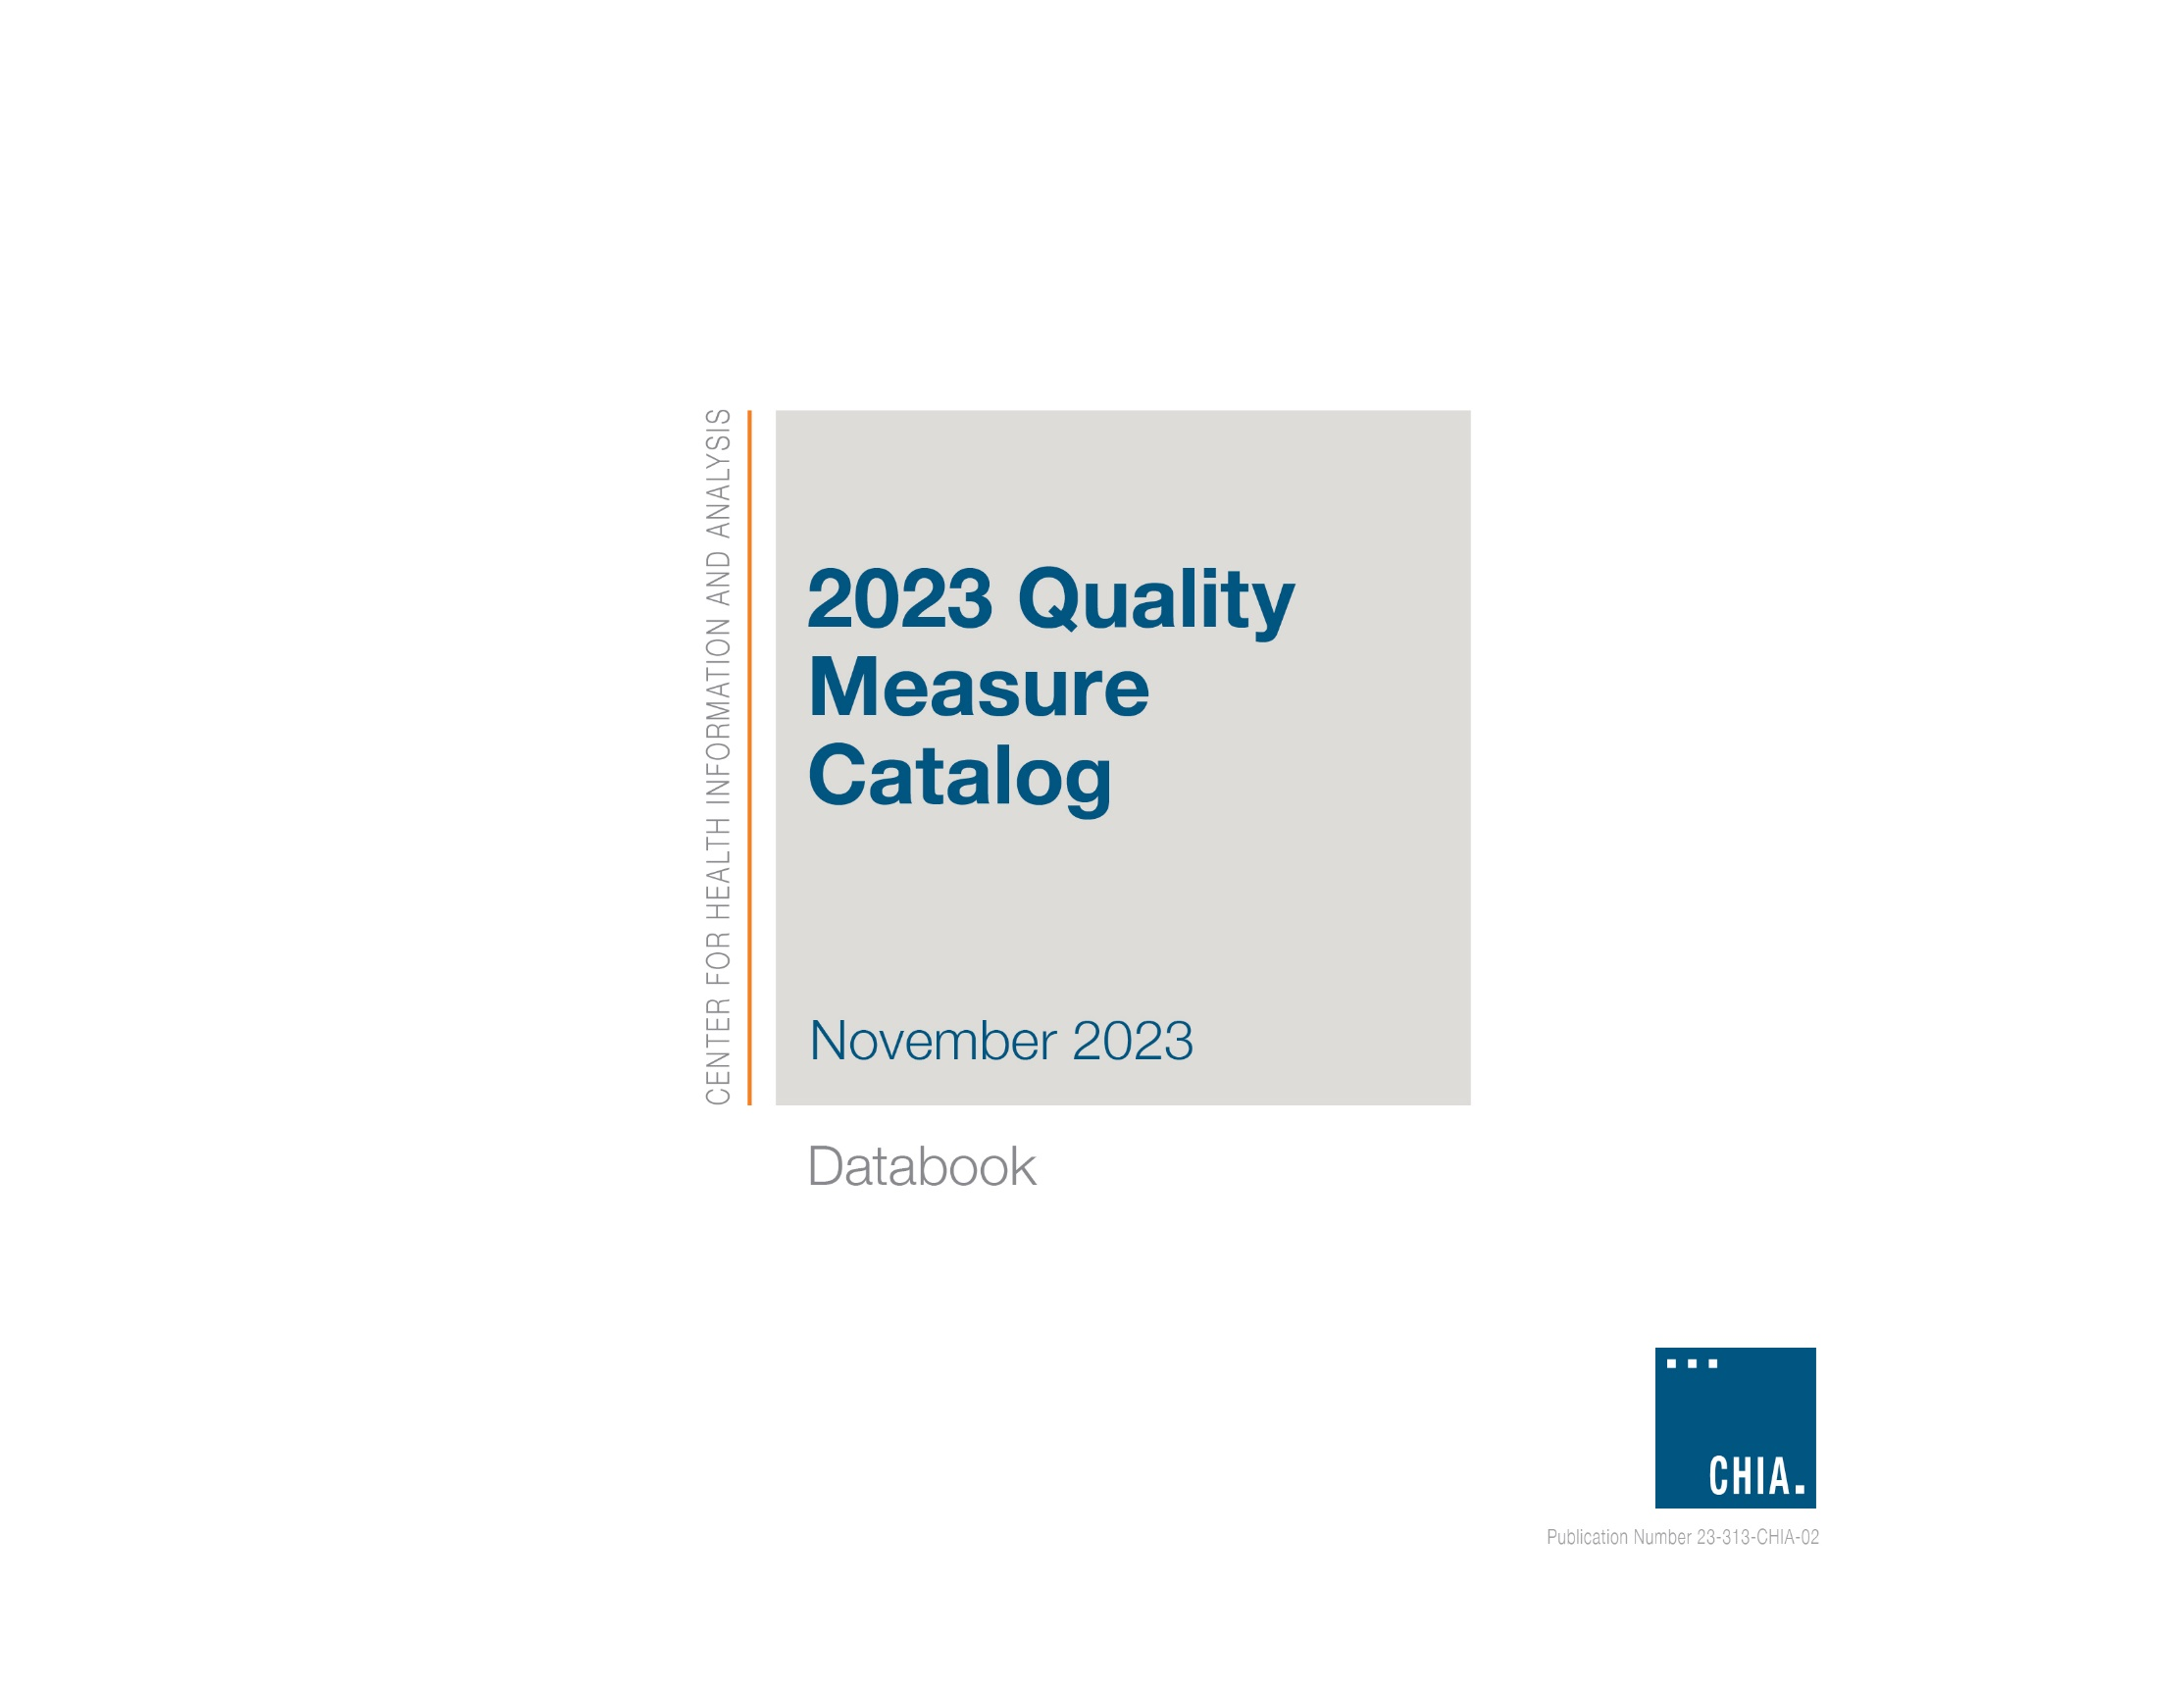 CENTER FOR HEALTH INFORMATION AND ANALYSIS
2023 Quality
Measure
Catalog
November 2023
Databook
CHIA.
Publication Number 23-313-CHIA-02